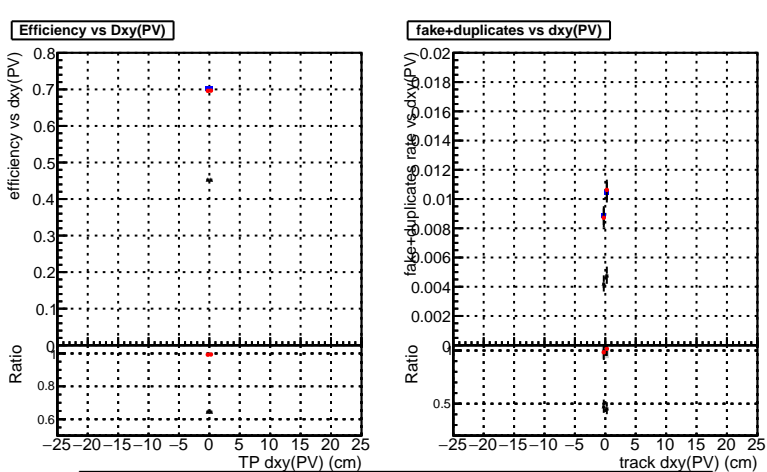 Efficiency vs Dxy(PV)
efficiency vs dxy(PV)
0.8
0.7
0.6
0.5
0.4
0.3
0.2
0.1
0
Ratio
1
0.8
0.6
−25 −20 −15 −10 −5 0 5 10 15 20 25
TP dxy(PV) (cm)
fake+duplicates vs dxy(PV)
fake+duplicates rate vs dxy(PV)
0.02
0.018
0.016
0.014
0.012
0.01
0.008
0.006
0.004
0.002
0
Ratio
1
0.5
−25 −20 −15 −10 −5 0 5 10 15 20 25
track dxy(PV) (cm)